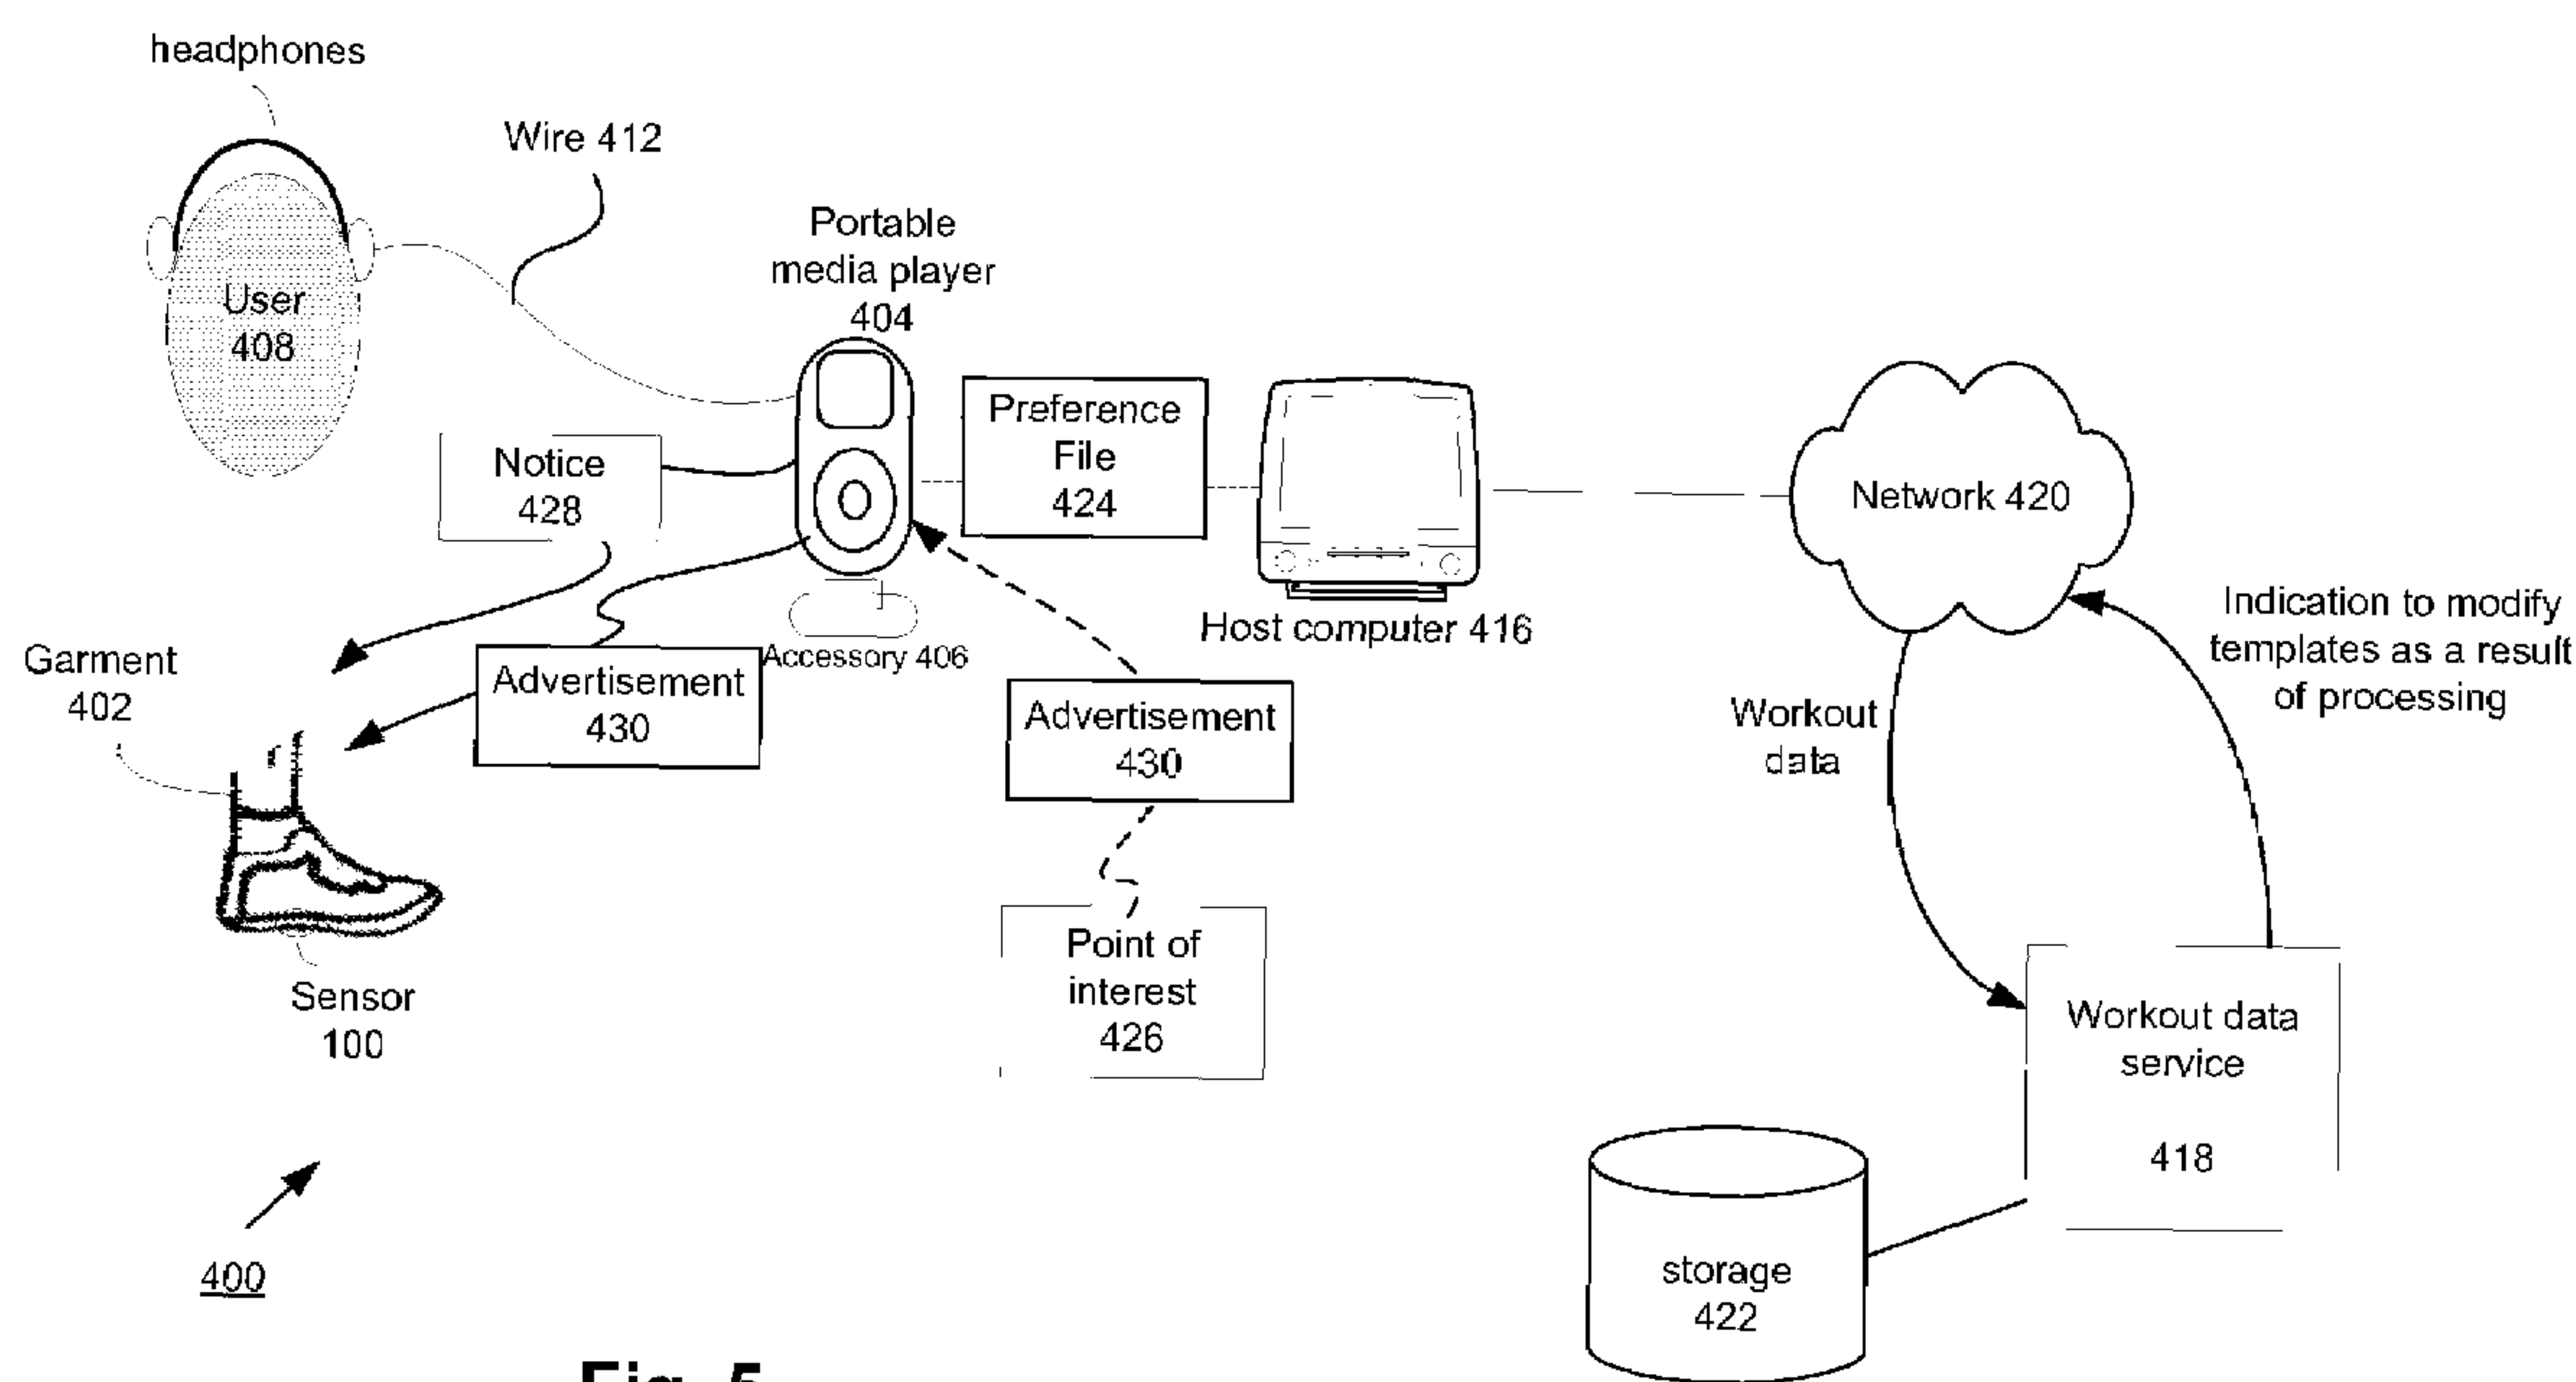 headphones
Wire 412
Portable
media player
404
User
408
Preference
File
424
Notice
428
Network 420
Host computer 416
Indication to modify
templates as a result
of processing
Garment
402
Accessory 406
Advertisement
430
Advertisement
430
Workout
data
Point of
interest
426
Sensor
100
Workout data
service
418
400
storage
422
Fig. 5